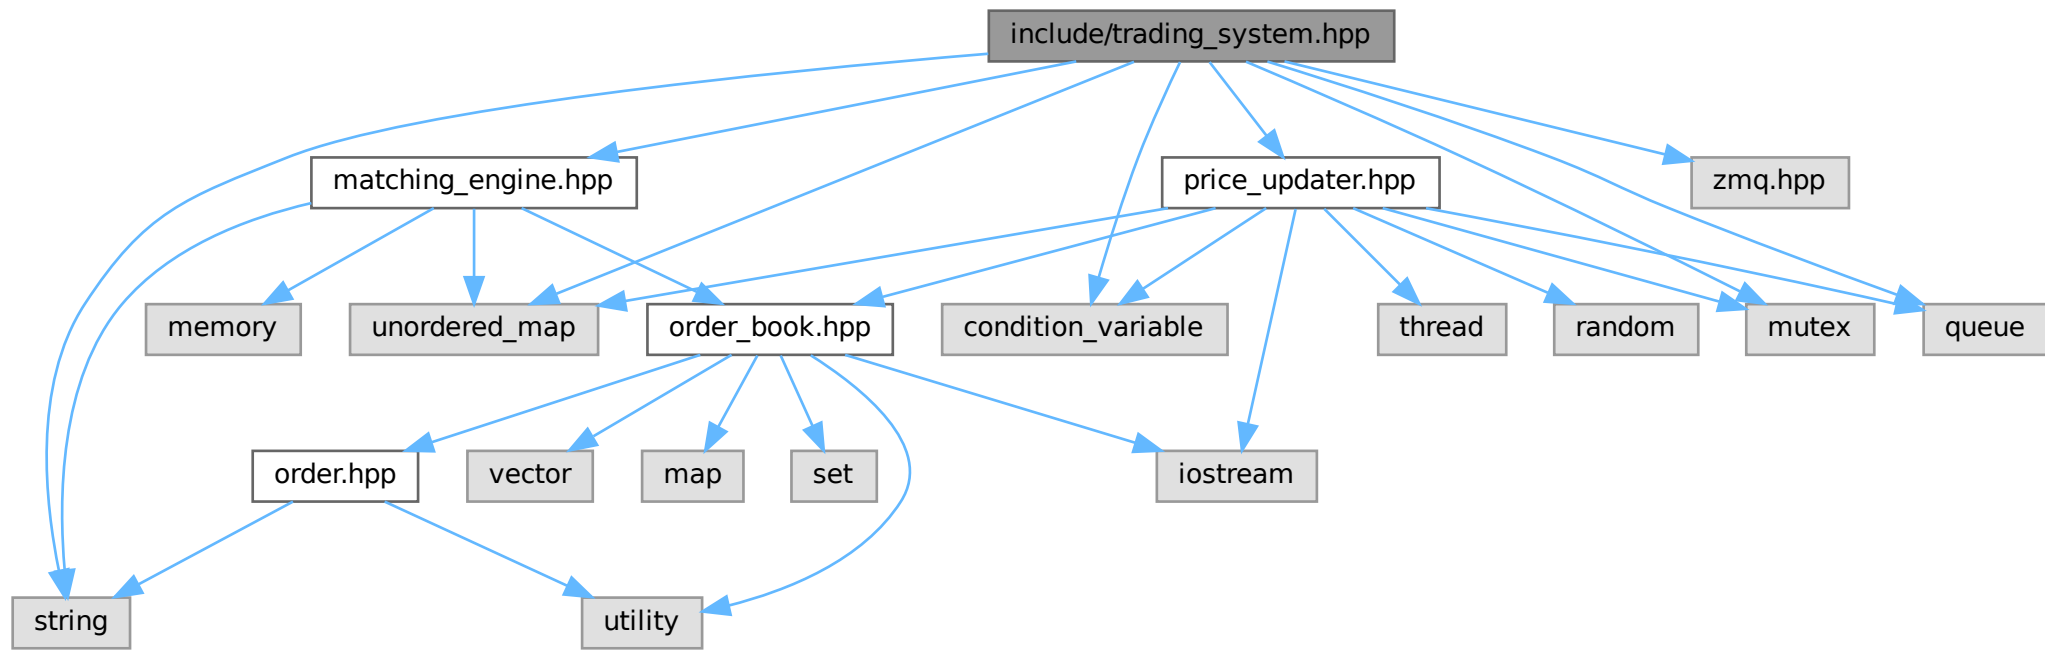 include/trading_system.hpp
matching_engine.hpp
price_updater.hpp
zmq.hpp
memory
unordered_map
order_book.hpp
condition_variable
thread
random
mutex
queue
order.hpp
vector
map
set
iostream
string
utility